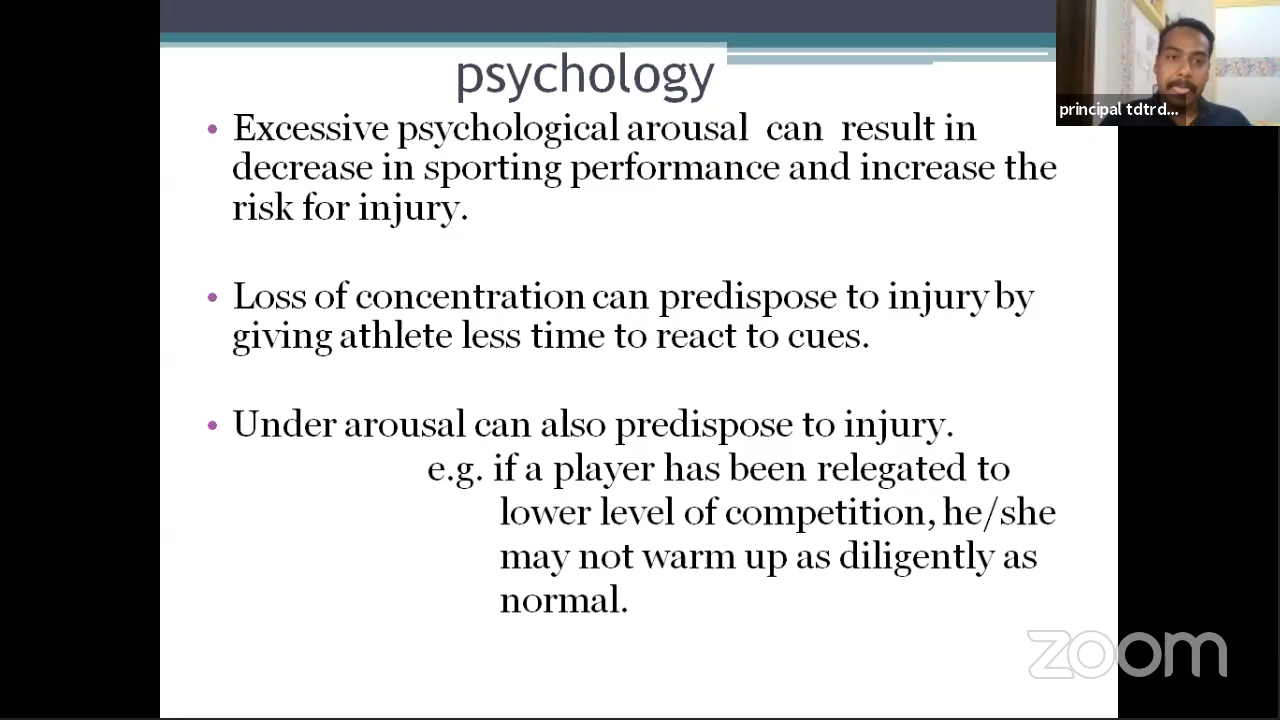 psychology
principal tdtrd...
• Excessive psychological arousal can result in
decrease in sporting performance and increase the
risk for injury.
• Loss of concentration can predispose to injury by
giving athlete less time to react to cues.
• Under arousal can also predispose to injury.
e.g. if a player has been relegated to
lower level of competition, he/she
may not warm up as diligently as
normal.
zoom